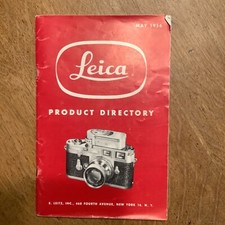 MAY 1956
Leica
PRODUCT DIRECTORY
E. LEITZ, INC., 468 FOURTH AVENUE, NEW YORK 16, N. Y.